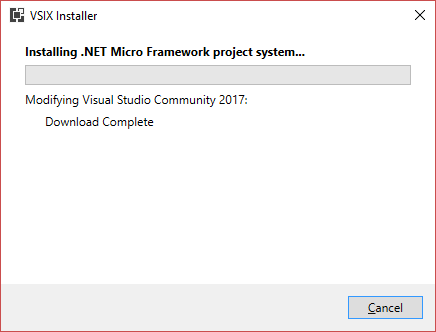 VSIX Installer
Installing .NET Micro Framework project system...
Modifying Visual Studio Community 2017:
Download Complete
Cancel